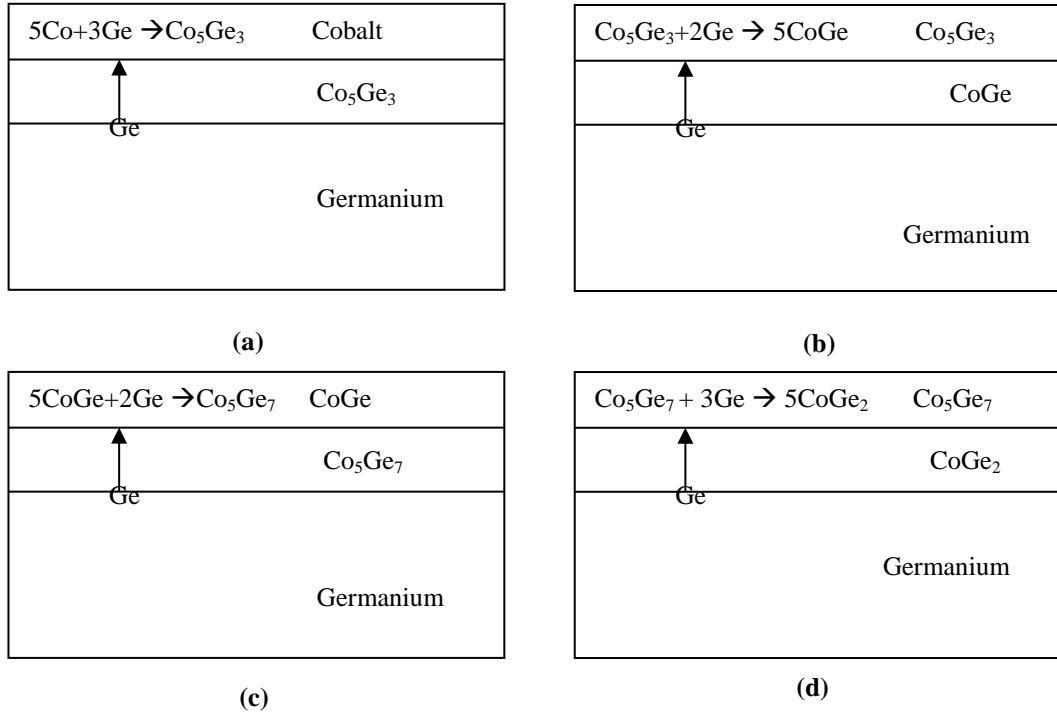 5Co+3Ge →Co₅Ge₃ Cobalt
Co₅Ge₃
Ge
Germanium
(a)
Co₅Ge₃+2Ge → 5CoGe Co₅Ge₃
CoGe
Ge
Germanium
(b)
5CoGe+2Ge →Co₅Ge₇ CoGe
Co₅Ge₇
Ge
Germanium
(c)
Co₅Ge₇ + 3Ge → 5CoGe₂ Co₅Ge₇
CoGe₂
Ge
Germanium
(d)